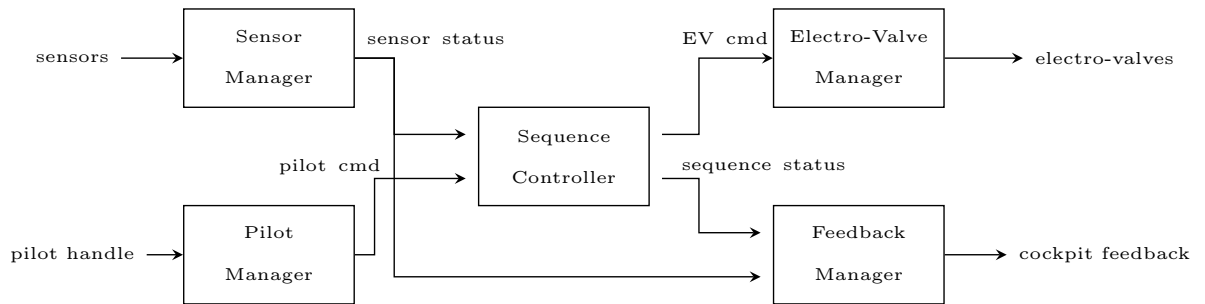 sensors
Sensor
Manager
sensor status
EV cmd
Electro-Valve
Manager
electro-valves
Sequence
Controller
pilot cmd
sequence status
pilot handle
Pilot
Manager
Feedback
Manager
cockpit feedback